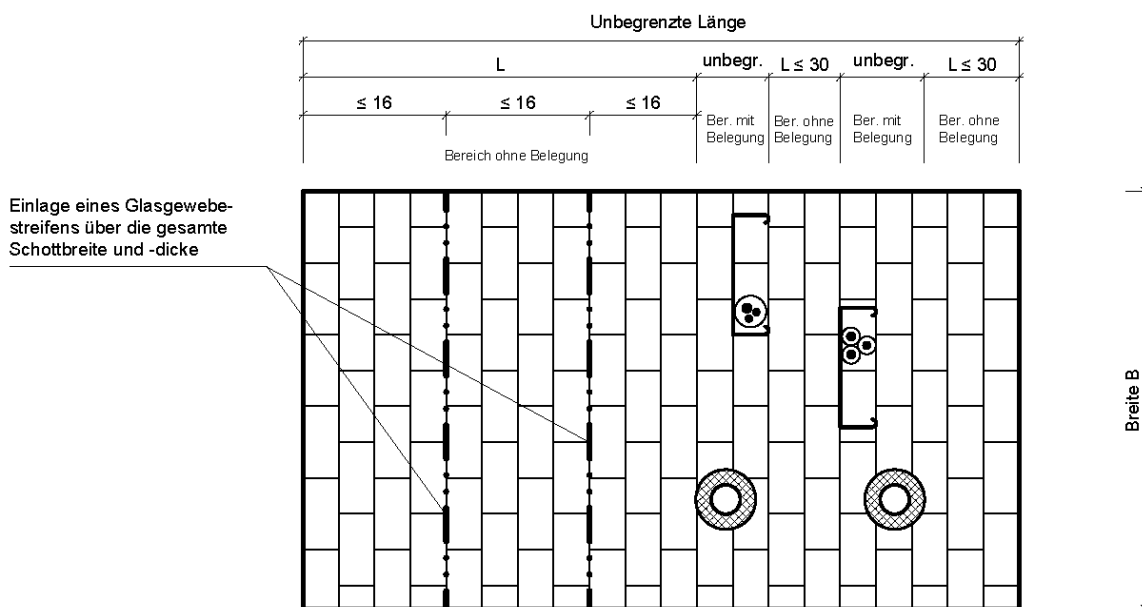 Unbegrenzte Länge
L
unbegr.
L ≤ 30
unbegr.
L ≤ 30
≤ 16
≤ 16
≤ 16
Ber. mit
Belegung
Ber. ohne
Belegung
Ber. mit
Belegung
Ber. ohne
Belegung
Bereich ohne Belegung
Einlage eines Glasgewebe-
streifens über die gesamte
Schottbreite und -dicke
Breite B